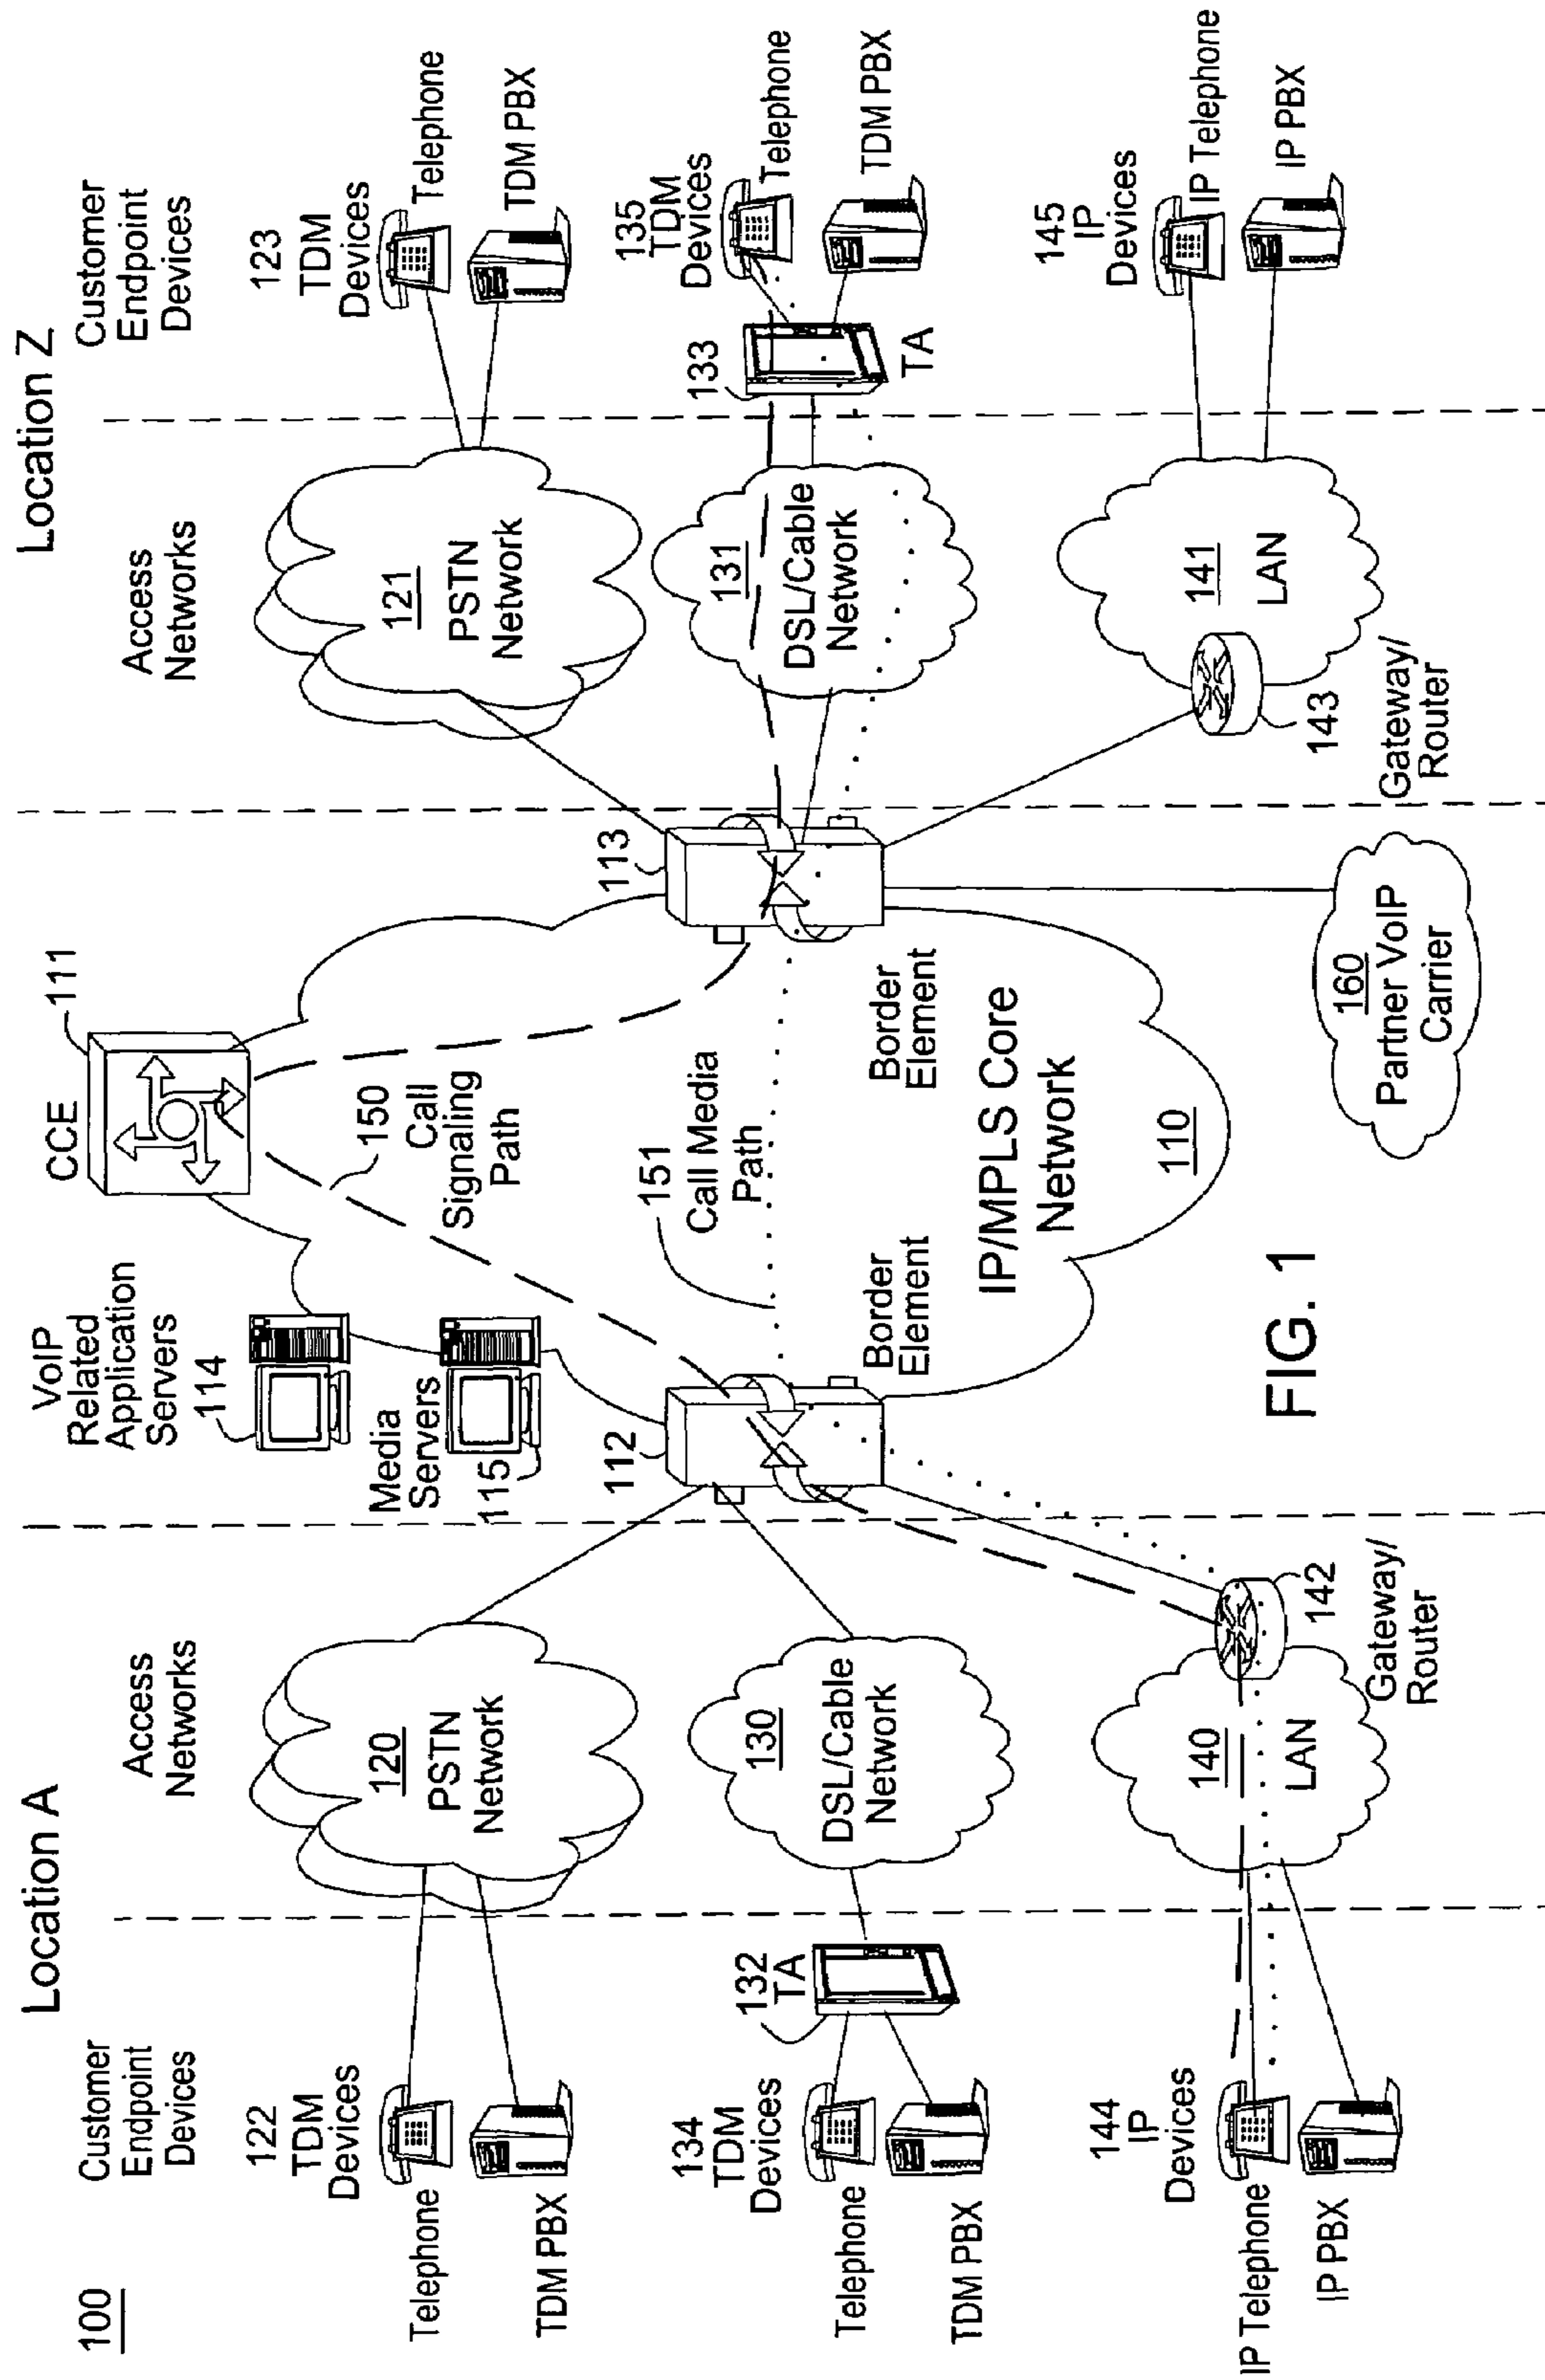 100
Location A
Location Z
Customer
Endpoint
Devices
Access
Networks
VoIP
Related
Application
Servers
114
CCE
111
Access
Networks
Customer
Endpoint
Devices
122
TDM
Devices
Telephone
TDM PBX
120
PSTN
Network
Media
Servers
115
150
Call
Signaling
Path
121
PSTN
Network
123
TDM
Devices
Telephone
TDM PBX
134
TDM
Devices
Telephone
TDM PBX
132
TA
130
DSL/Cable
Network
112
Border
Element
151
Call Media
Path
113
Border
Element
131
DSL/Cable
Network
133
TA
135
TDM
Devices
Telephone
TDM PBX
IP/MPLS Core
Network
110
144
IP
Devices
IP Telephone
IP PBX
140
LAN
142
Gateway/
Router
160
Partner VoIP
Carrier
141
LAN
143
Gateway/
Router
145
IP
Devices
IP Telephone
IP PBX
FIG. 1